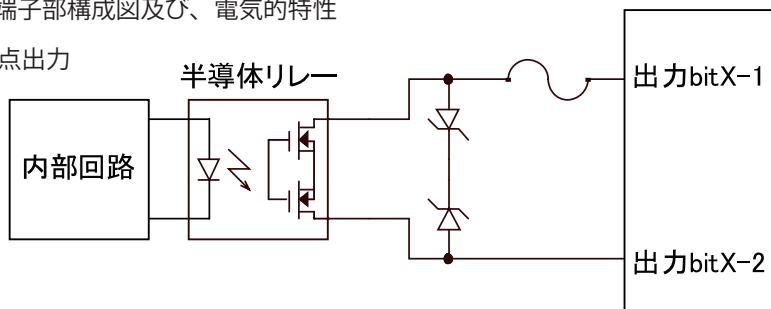 端子部構成図及び、電気的特性
点出力
半導体リレー
内部回路
出力bitX-1
出力bitX-2